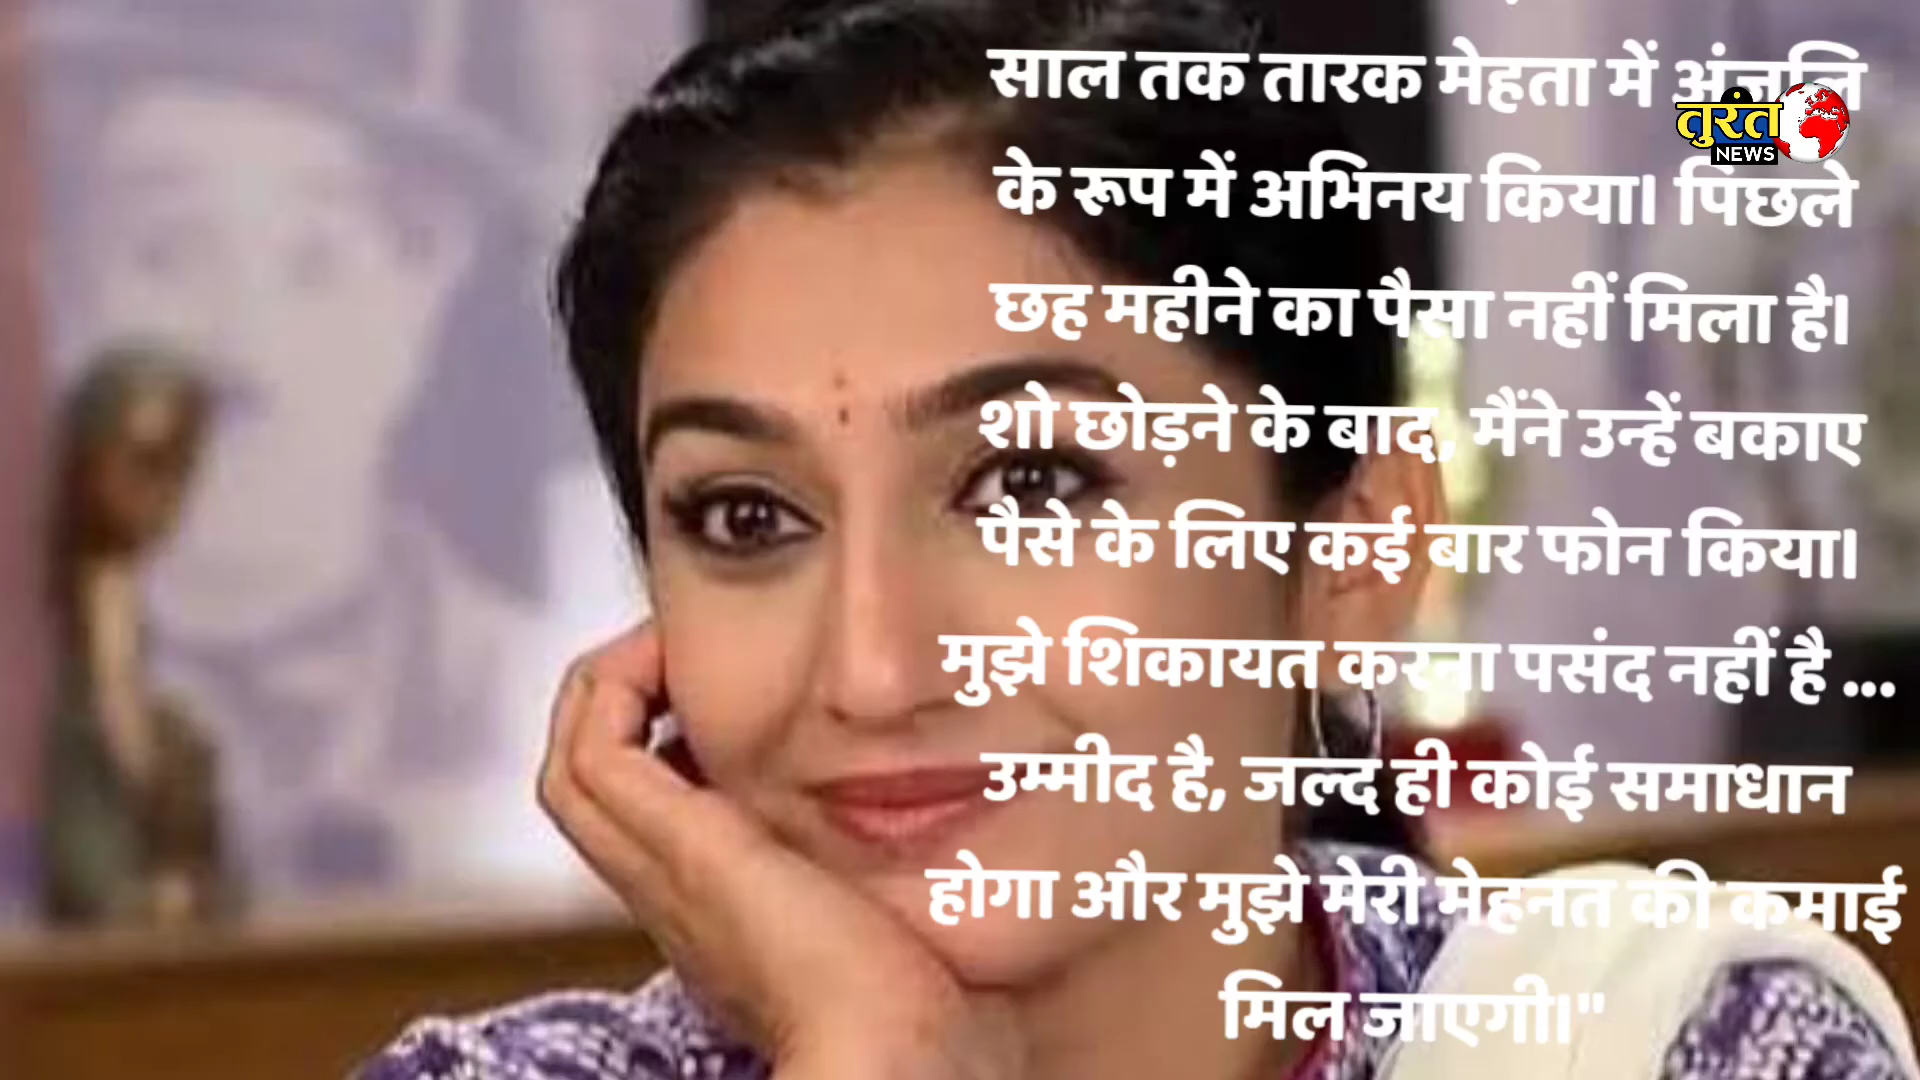 साल तक तारक मेहता में अंजलि
तुरंत
NEWS
के रूप में अभिनय किया। पिछले
छह महीने का पैसा नहीं मिला है।
शो छोड़ने के बाद, मैंने उन्हें बकाए
पैसे के लिए कई बार फोन किया।
मुझे शिकायत करना पसंद नहीं है ...
उम्मीद है, जल्द ही कोई समाधान
होगा और मुझे मेरी मेहनत की कमाई
मिल जाएगी।"